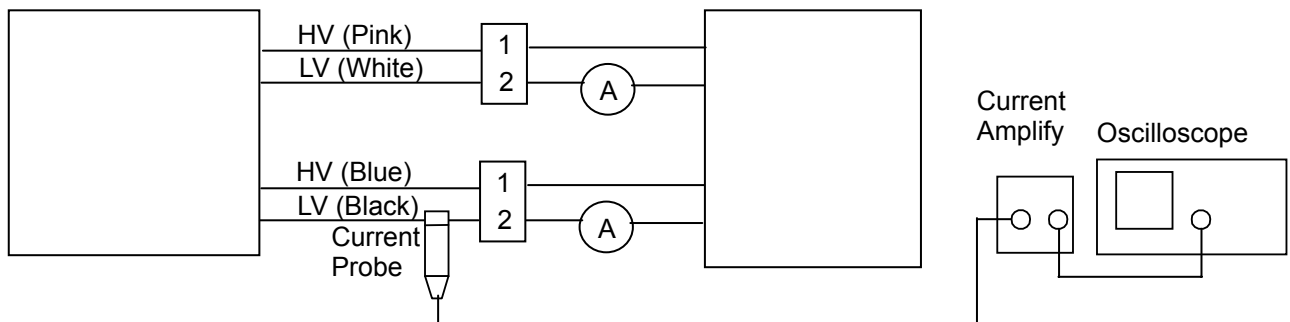 HV (Pink)
1
LV (White)
2
A
HV (Blue)
1
LV (Black)
2
A
Current
Probe
Current
Amplify
Oscilloscope